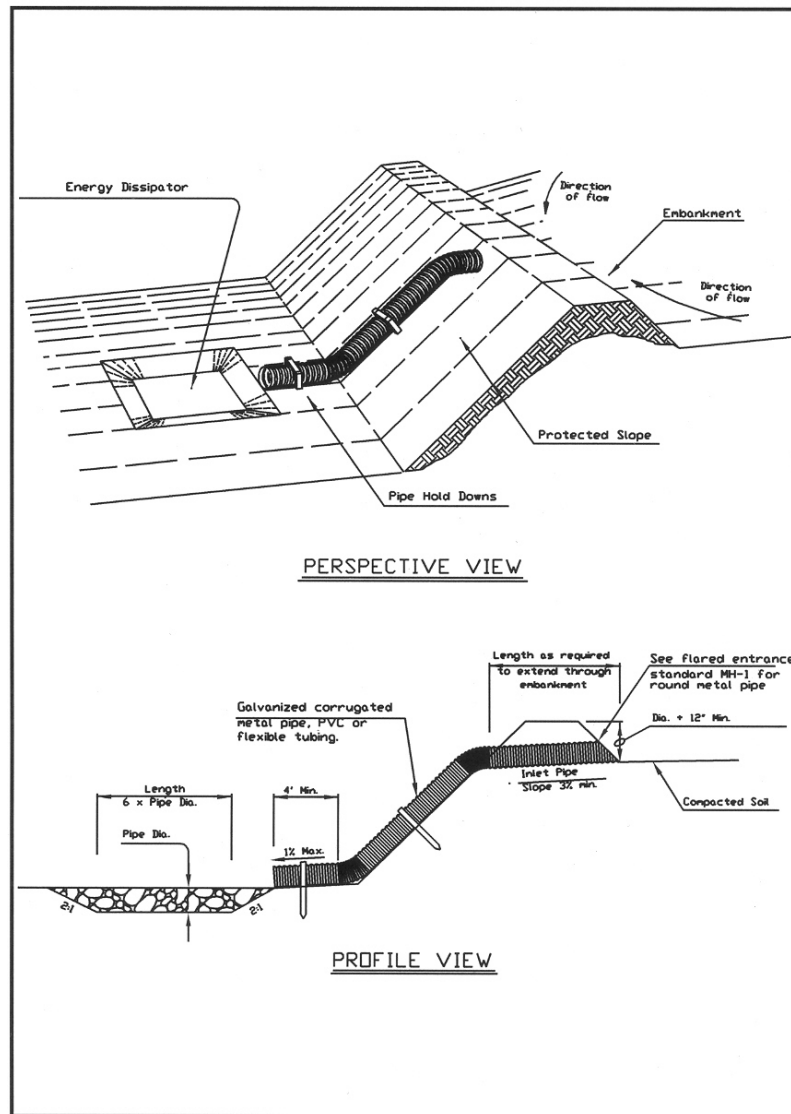 Energy Dissipator
Direction
of flow
Embankment
Direction
of flow
Protected Slope
Pipe Hold Downs
PERSPECTIVE VIEW
Length as required
to extend through
embankment
See flared entrance
standard MH-1 for
round metal pipe
Galvanized corrugated
metal pipe, PVC or
flexible tubing.
Dia. + 12" Min.
Length
6 x Pipe Dia.
4' Min.
Inlet Pipe
Slope 3% min.
Compacted Soil
Pipe Dia.
1% Max.
2:1
2:1
PROFILE VIEW